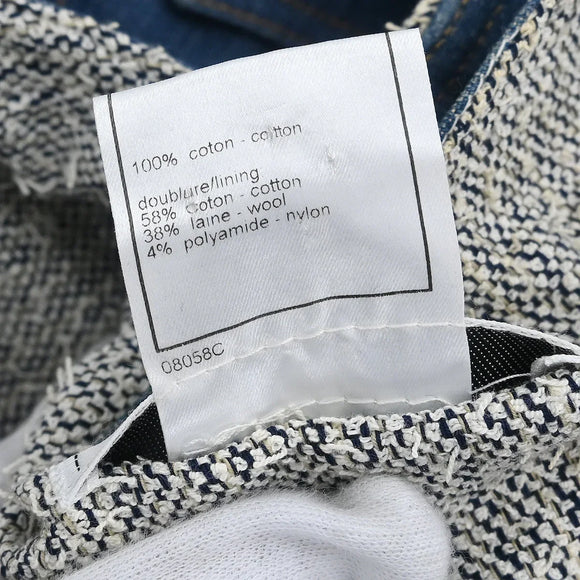 100% coton - cotton
doublure/lining
58% coton - cotton
38% laine - wool
4% polyamide - nylon
08058C